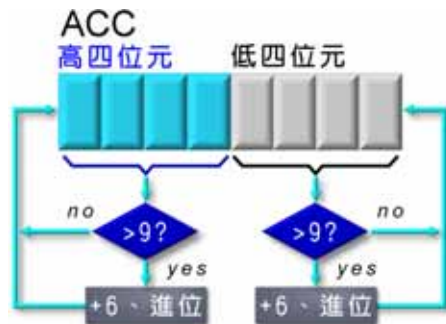 ACC
高四位元 低四位元
no >9? yes
no >9? yes
+6、進位 +6、進位